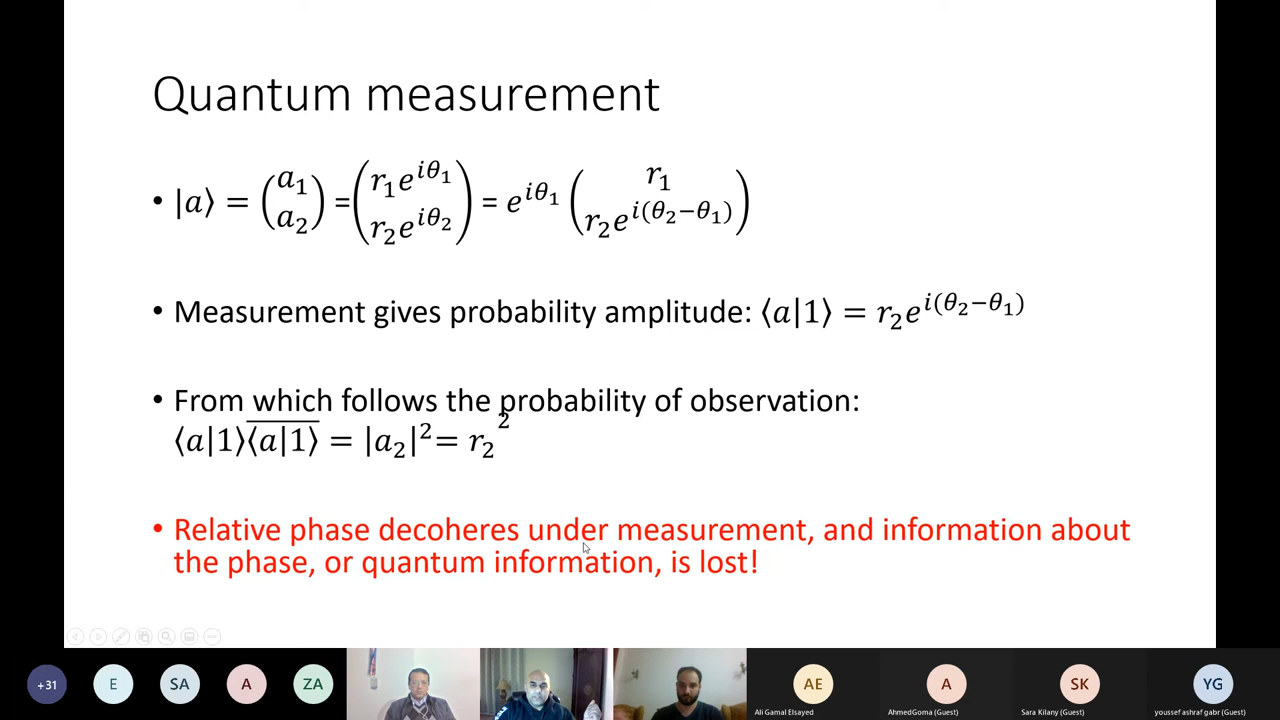 Quantum measurement
• |a⟩ = (a₁ a₂) = (r₁e^{iθ₁} r₂e^{iθ₂}) = e^{iθ₁} (r₁ r₂e^{i(θ₂−θ₁)})
• Measurement gives probability amplitude: ⟨a|1⟩ = r₂e^{i(θ₂−θ₁)}
• From which follows the probability of observation:
⟨a|1⟩\overline{⟨a|1⟩} = |a₂|² = r₂²
• Relative phase decoheres under measurement, and information about
the phase, or quantum information, is lost!
+31 E SA A ZA AE A SK YG
Ali Gamal Elsayed AhmedGoma (Guest) Sara Kilany (Guest) youssef ashraf gabr (Guest)